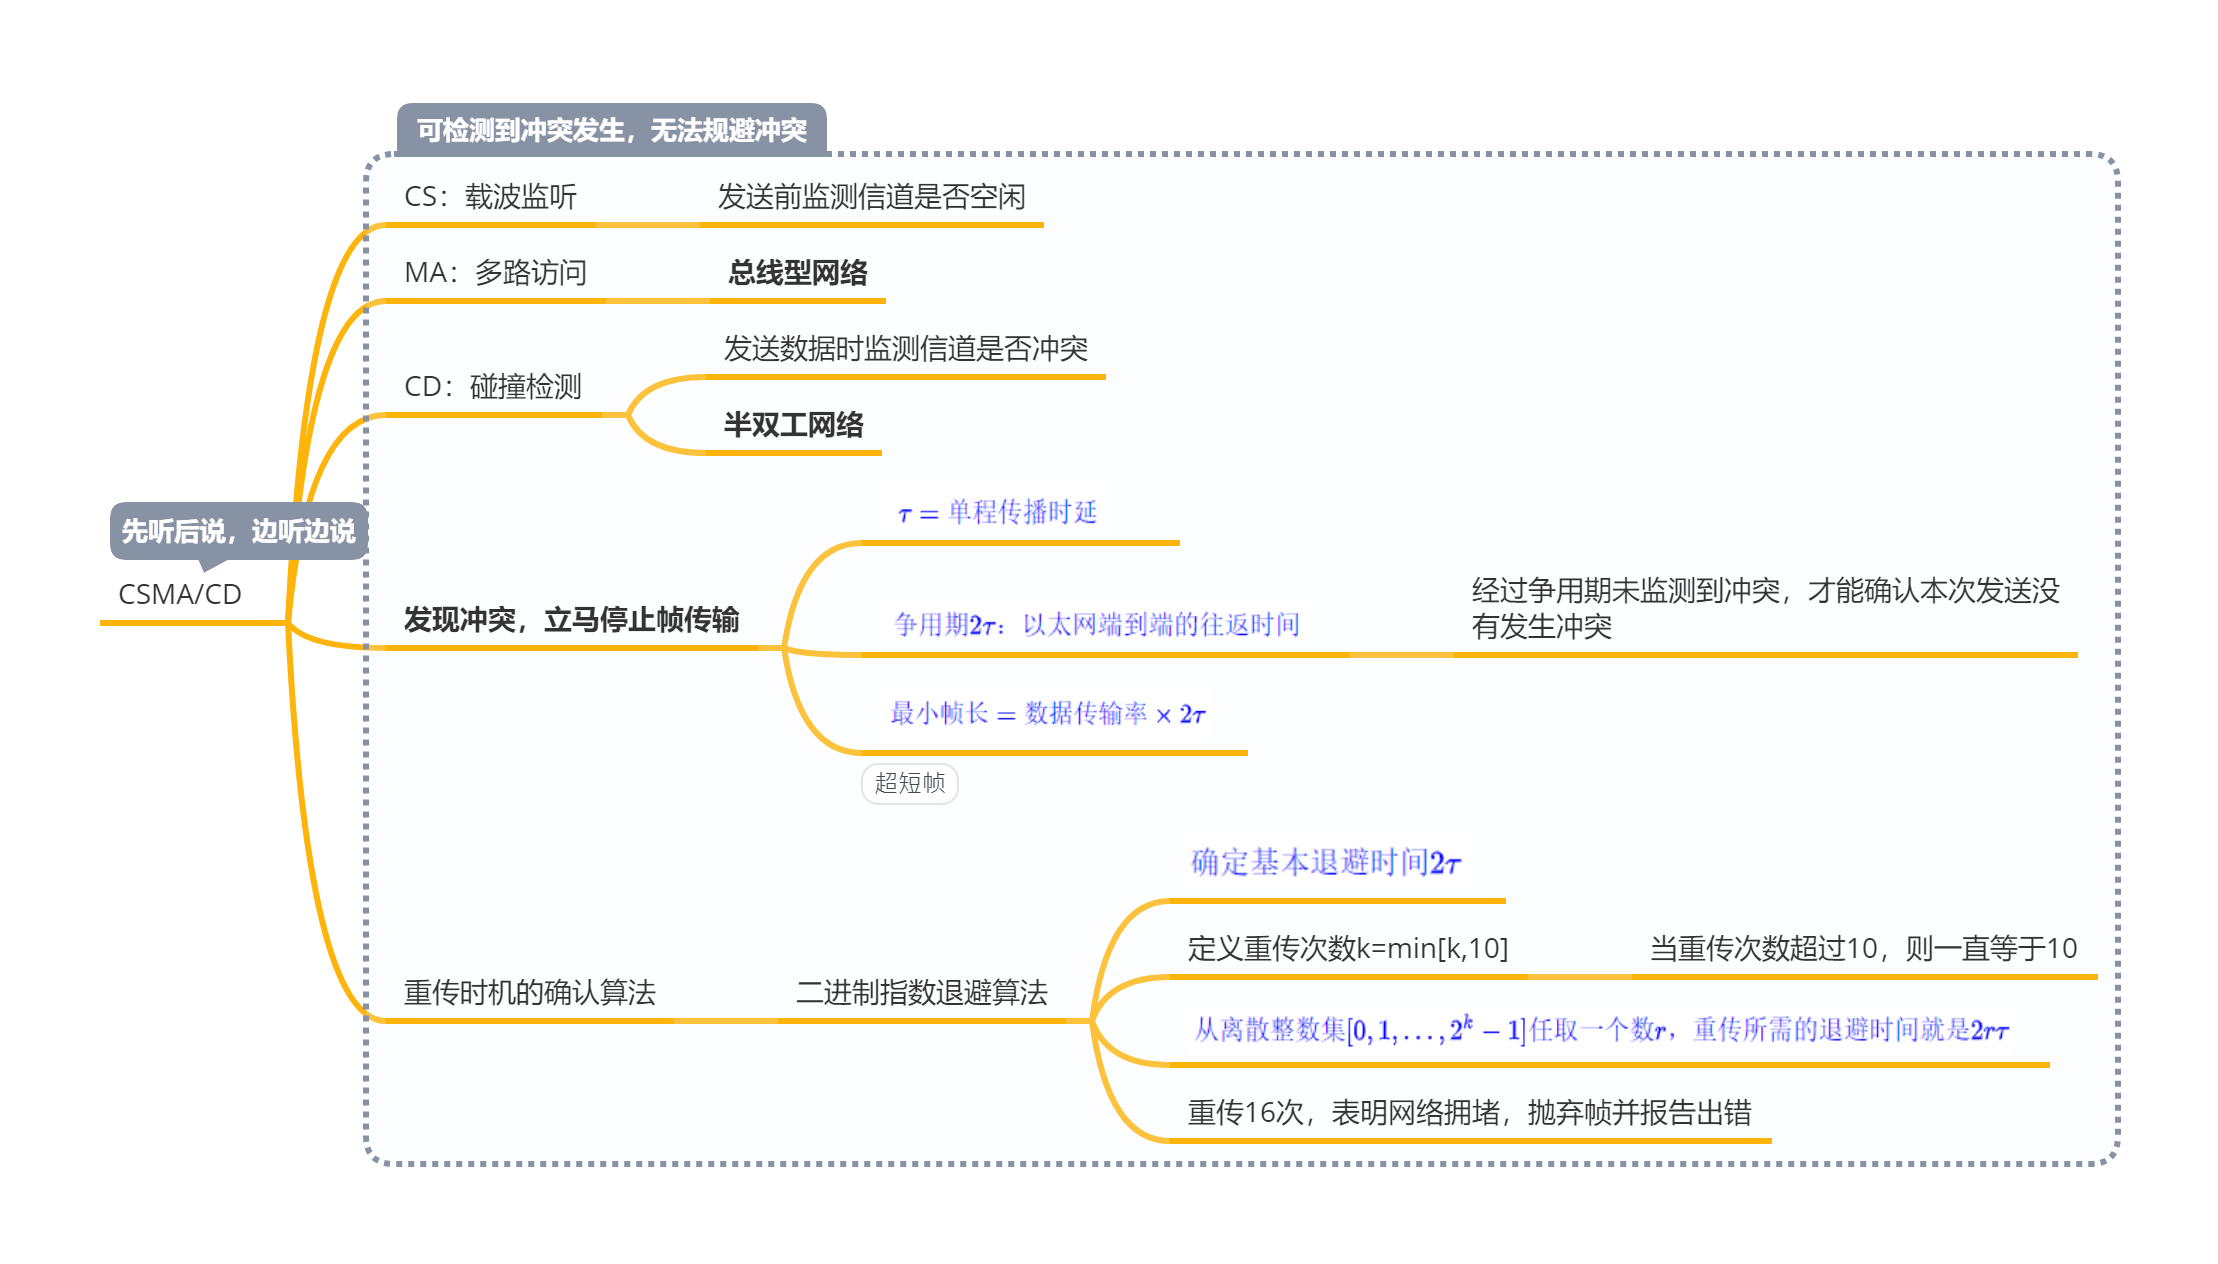 可检测到冲突发生，无法规避冲突
CS：载波监听
发送前监测信道是否空闲
MA：多路访问
总线型网络
发送数据时监测信道是否冲突
CD：碰撞检测
半双工网络
τ = 单程传播时延
先听后说，边听边说
CSMA/CD
发现冲突，立马停止帧传输
争用期2τ：以太网端到端的往返时间
经过争用期未监测到冲突，才能确认本次发送没
有发生冲突
最小帧长 = 数据传输率 × 2τ
超短帧
确定基本退避时间2τ
定义重传次数k=min[k,10]
当重传次数超过10，则一直等于10
重传时机的确认算法
二进制指数退避算法
从离散整数集[0, 1, . . . , 2^k − 1]任取一个数r，重传所需的退避时间就是2rτ
重传16次，表明网络拥堵，抛弃帧并报告出错